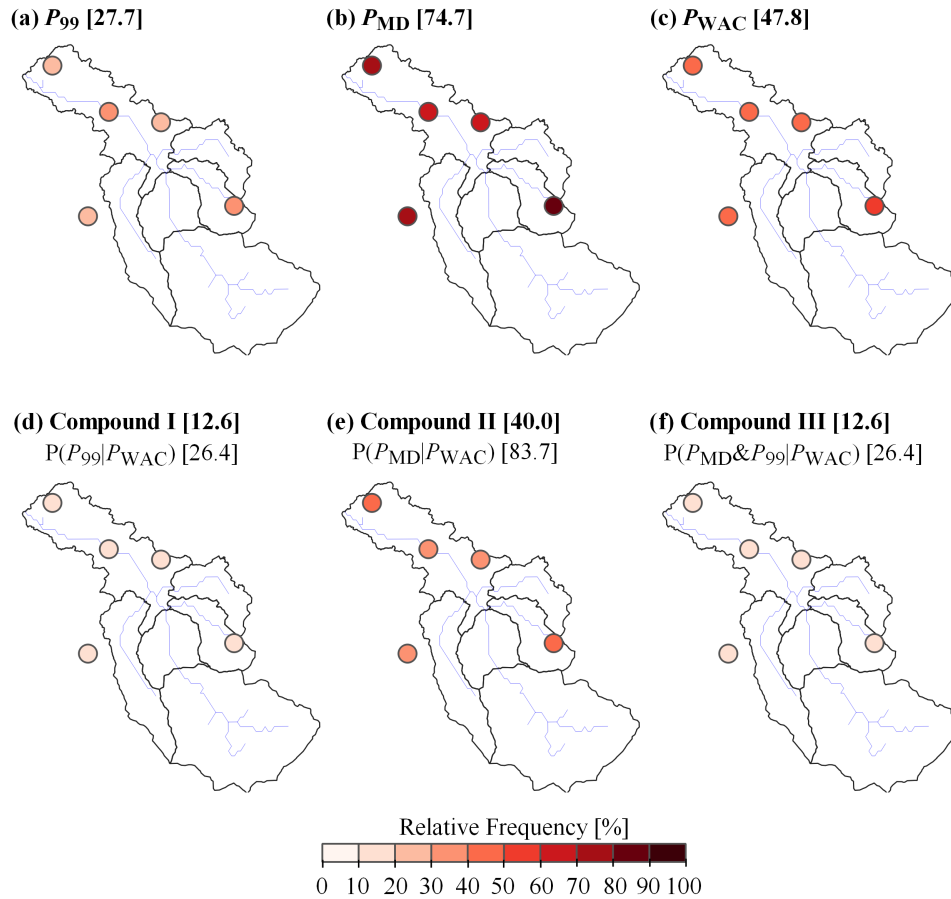 (a) P99 [27.7]
(b) PMD [74.7]
(c) PWAC [47.8]
(d) Compound I [12.6]
P(P99|PWAC) [26.4]
(e) Compound II [40.0]
P(PMD|PWAC) [83.7]
(f) Compound III [12.6]
P(PMD&P99|PWAC) [26.4]
Relative Frequency [%]
0 10 20 30 40 50 60 70 80 90 100